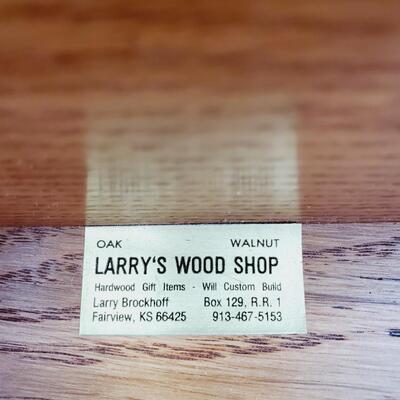 OAK WALNUT
LARRY'S WOOD SHOP
Hardwood Gift Items - Will Custom Build
Larry Brockhoff Box 129, R.R. 1
Fairview, KS 66425 913-467-5153